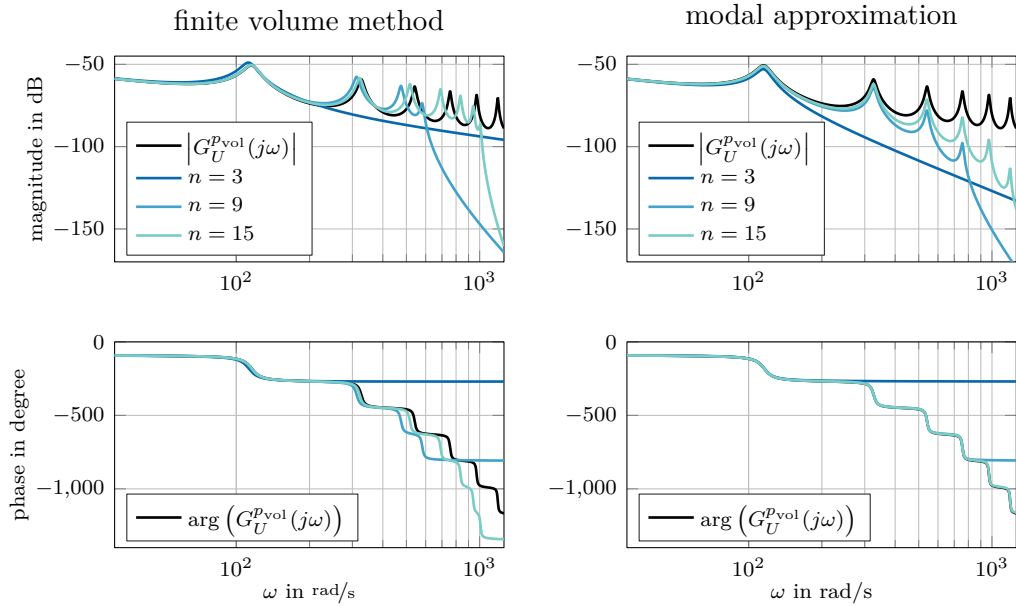 finite volume method
modal approximation
magnitude in dB
−50
−100
−150
|G_U^{p_vol}(jω)|
n = 3
n = 9
n = 15
10^2
10^3
−50
−100
−150
|G_U^{p_vol}(jω)|
n = 3
n = 9
n = 15
10^2
10^3
phase in degree
0
−500
−1,000
arg (G_U^{p_vol}(jω))
10^2
10^3
ω in rad/s
0
−500
−1,000
arg (G_U^{p_vol}(jω))
10^2
10^3
ω in rad/s